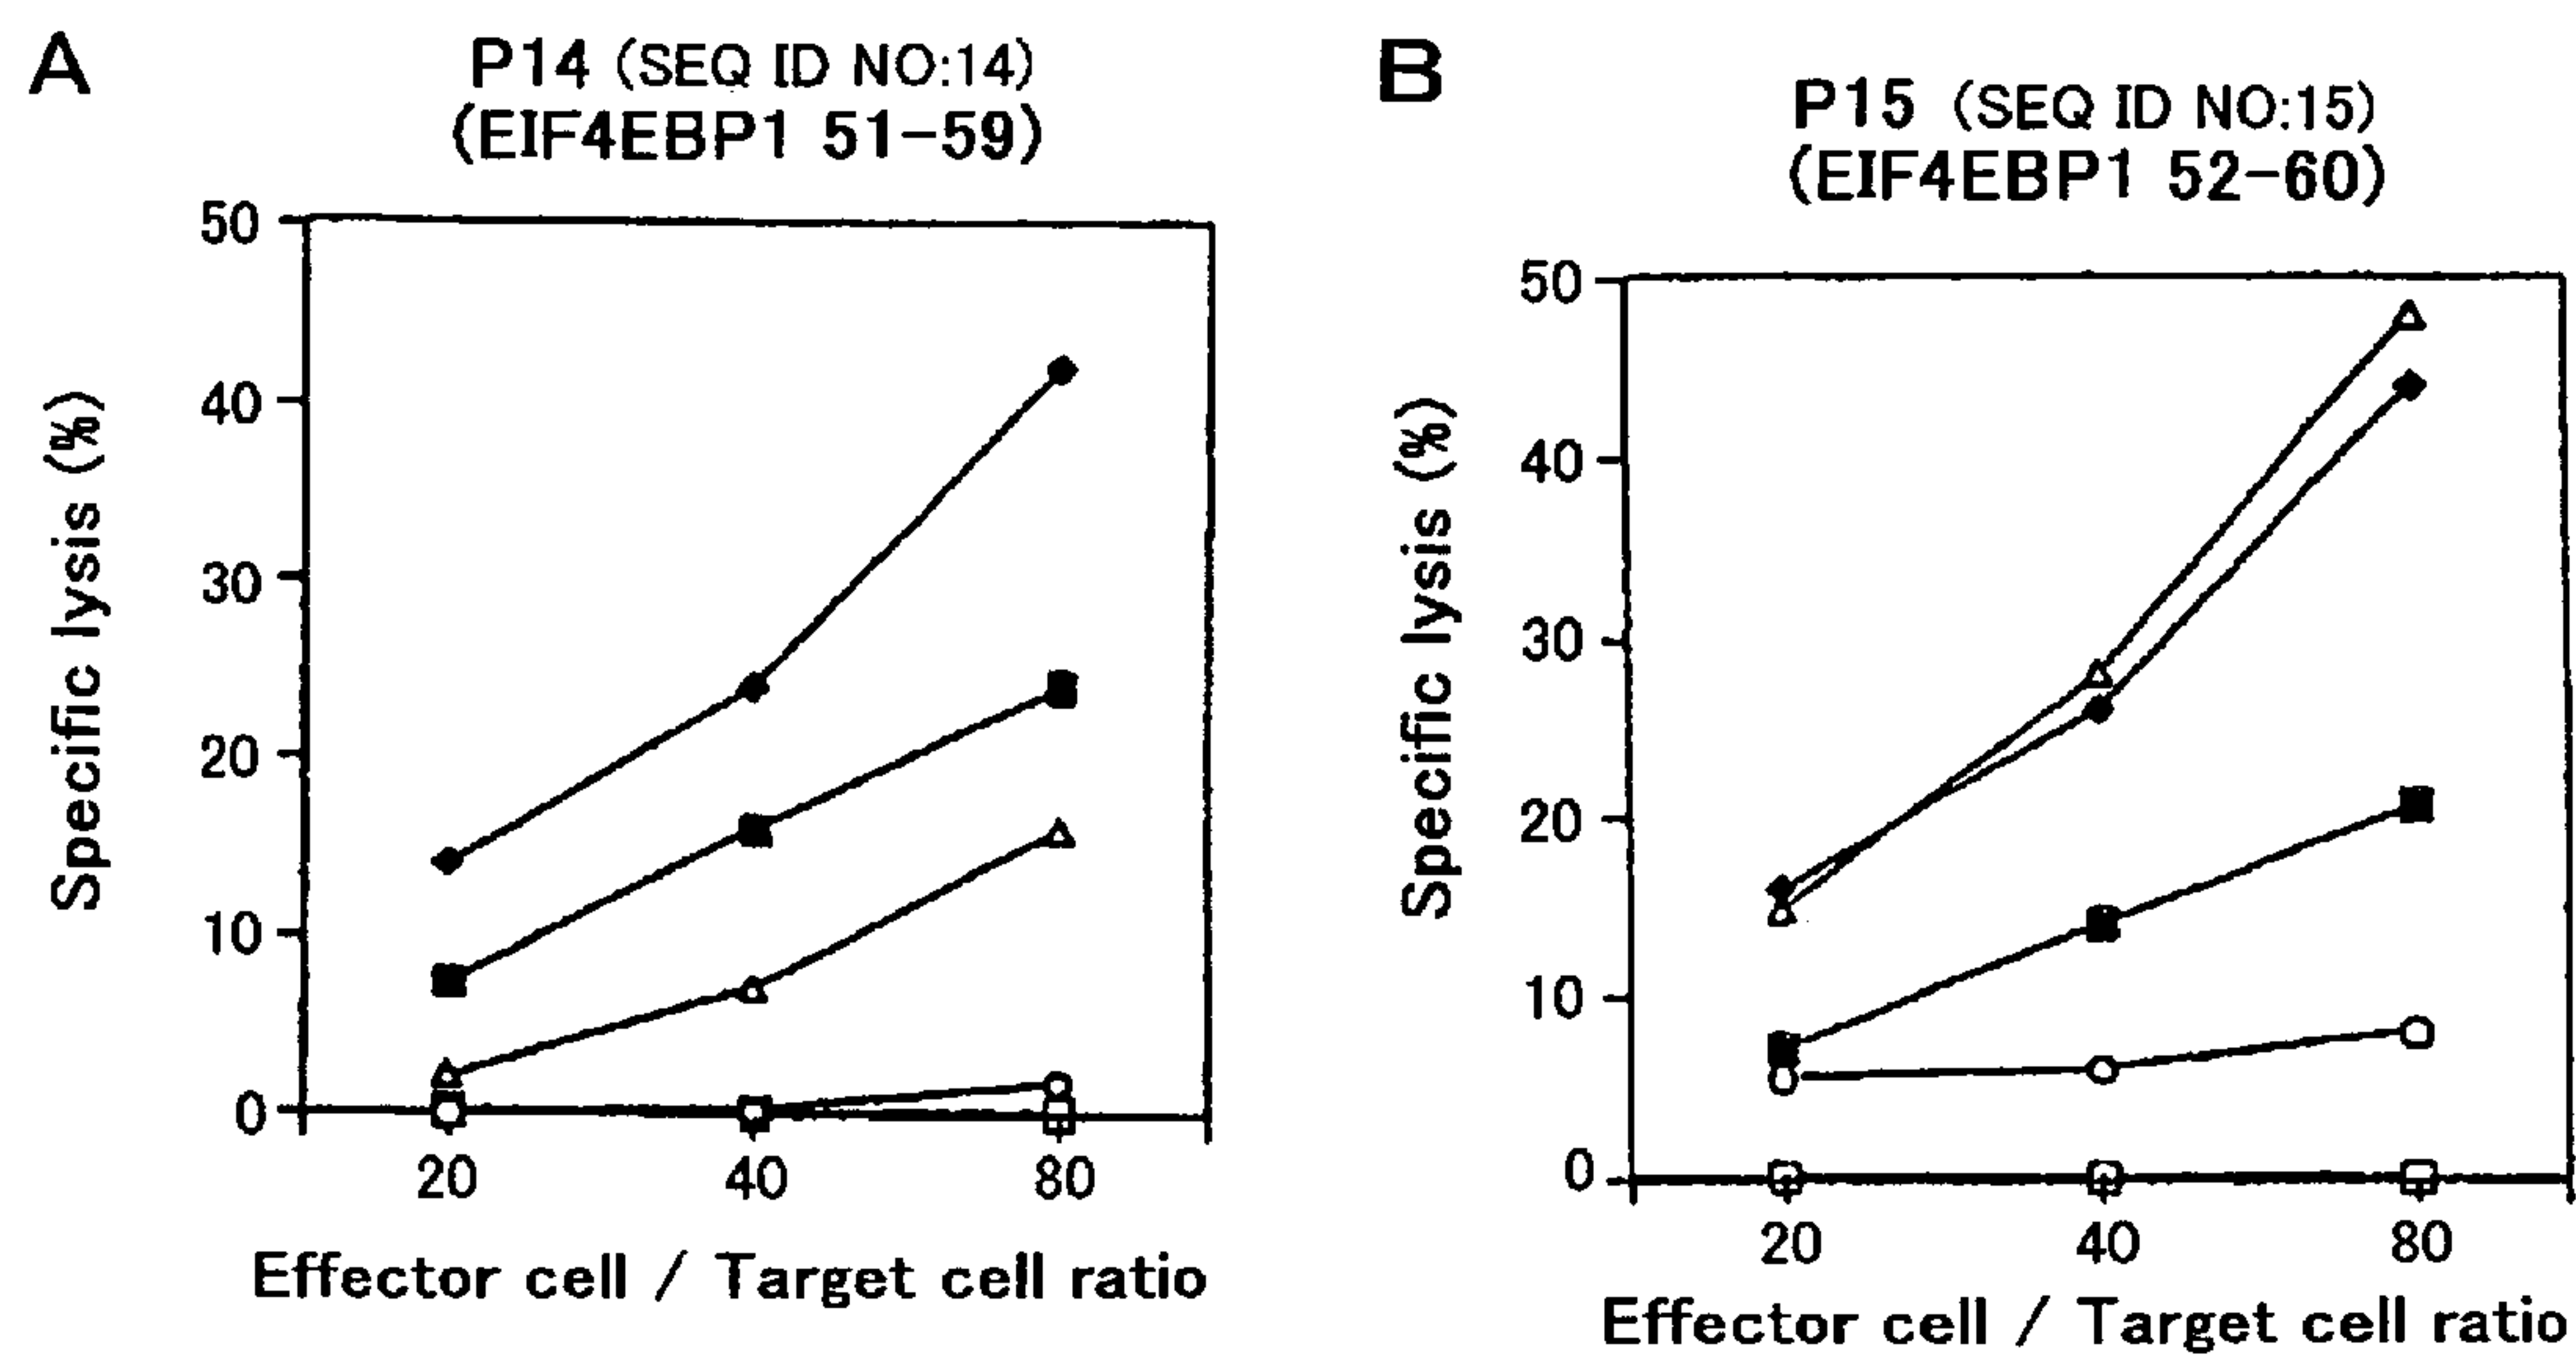 A
P14 (SEQ ID NO:14)
(EIF4EBP1 51-59)
50
40
30
20
10
0
Specific lysis (%)
20 40 80
Effector cell / Target cell ratio
B
P15 (SEQ ID NO:15)
(EIF4EBP1 52-60)
50
40
30
20
10
0
Specific lysis (%)
20 40 80
Effector cell / Target cell ratio